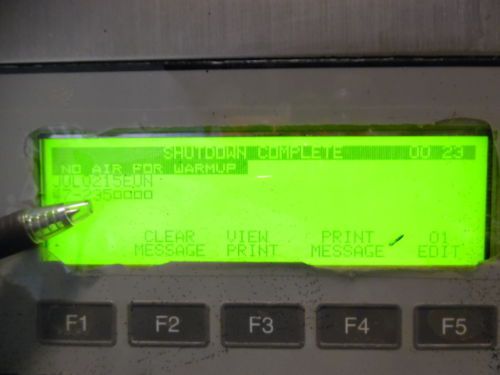 SHUTDOWN COMPLETE 00 23
NO AIR FOR WARMUP
CLEAR VIEW PRINT 01
MESSAGE PRINT MESSAGE EDIT
F1 F2 F3 F4 F5